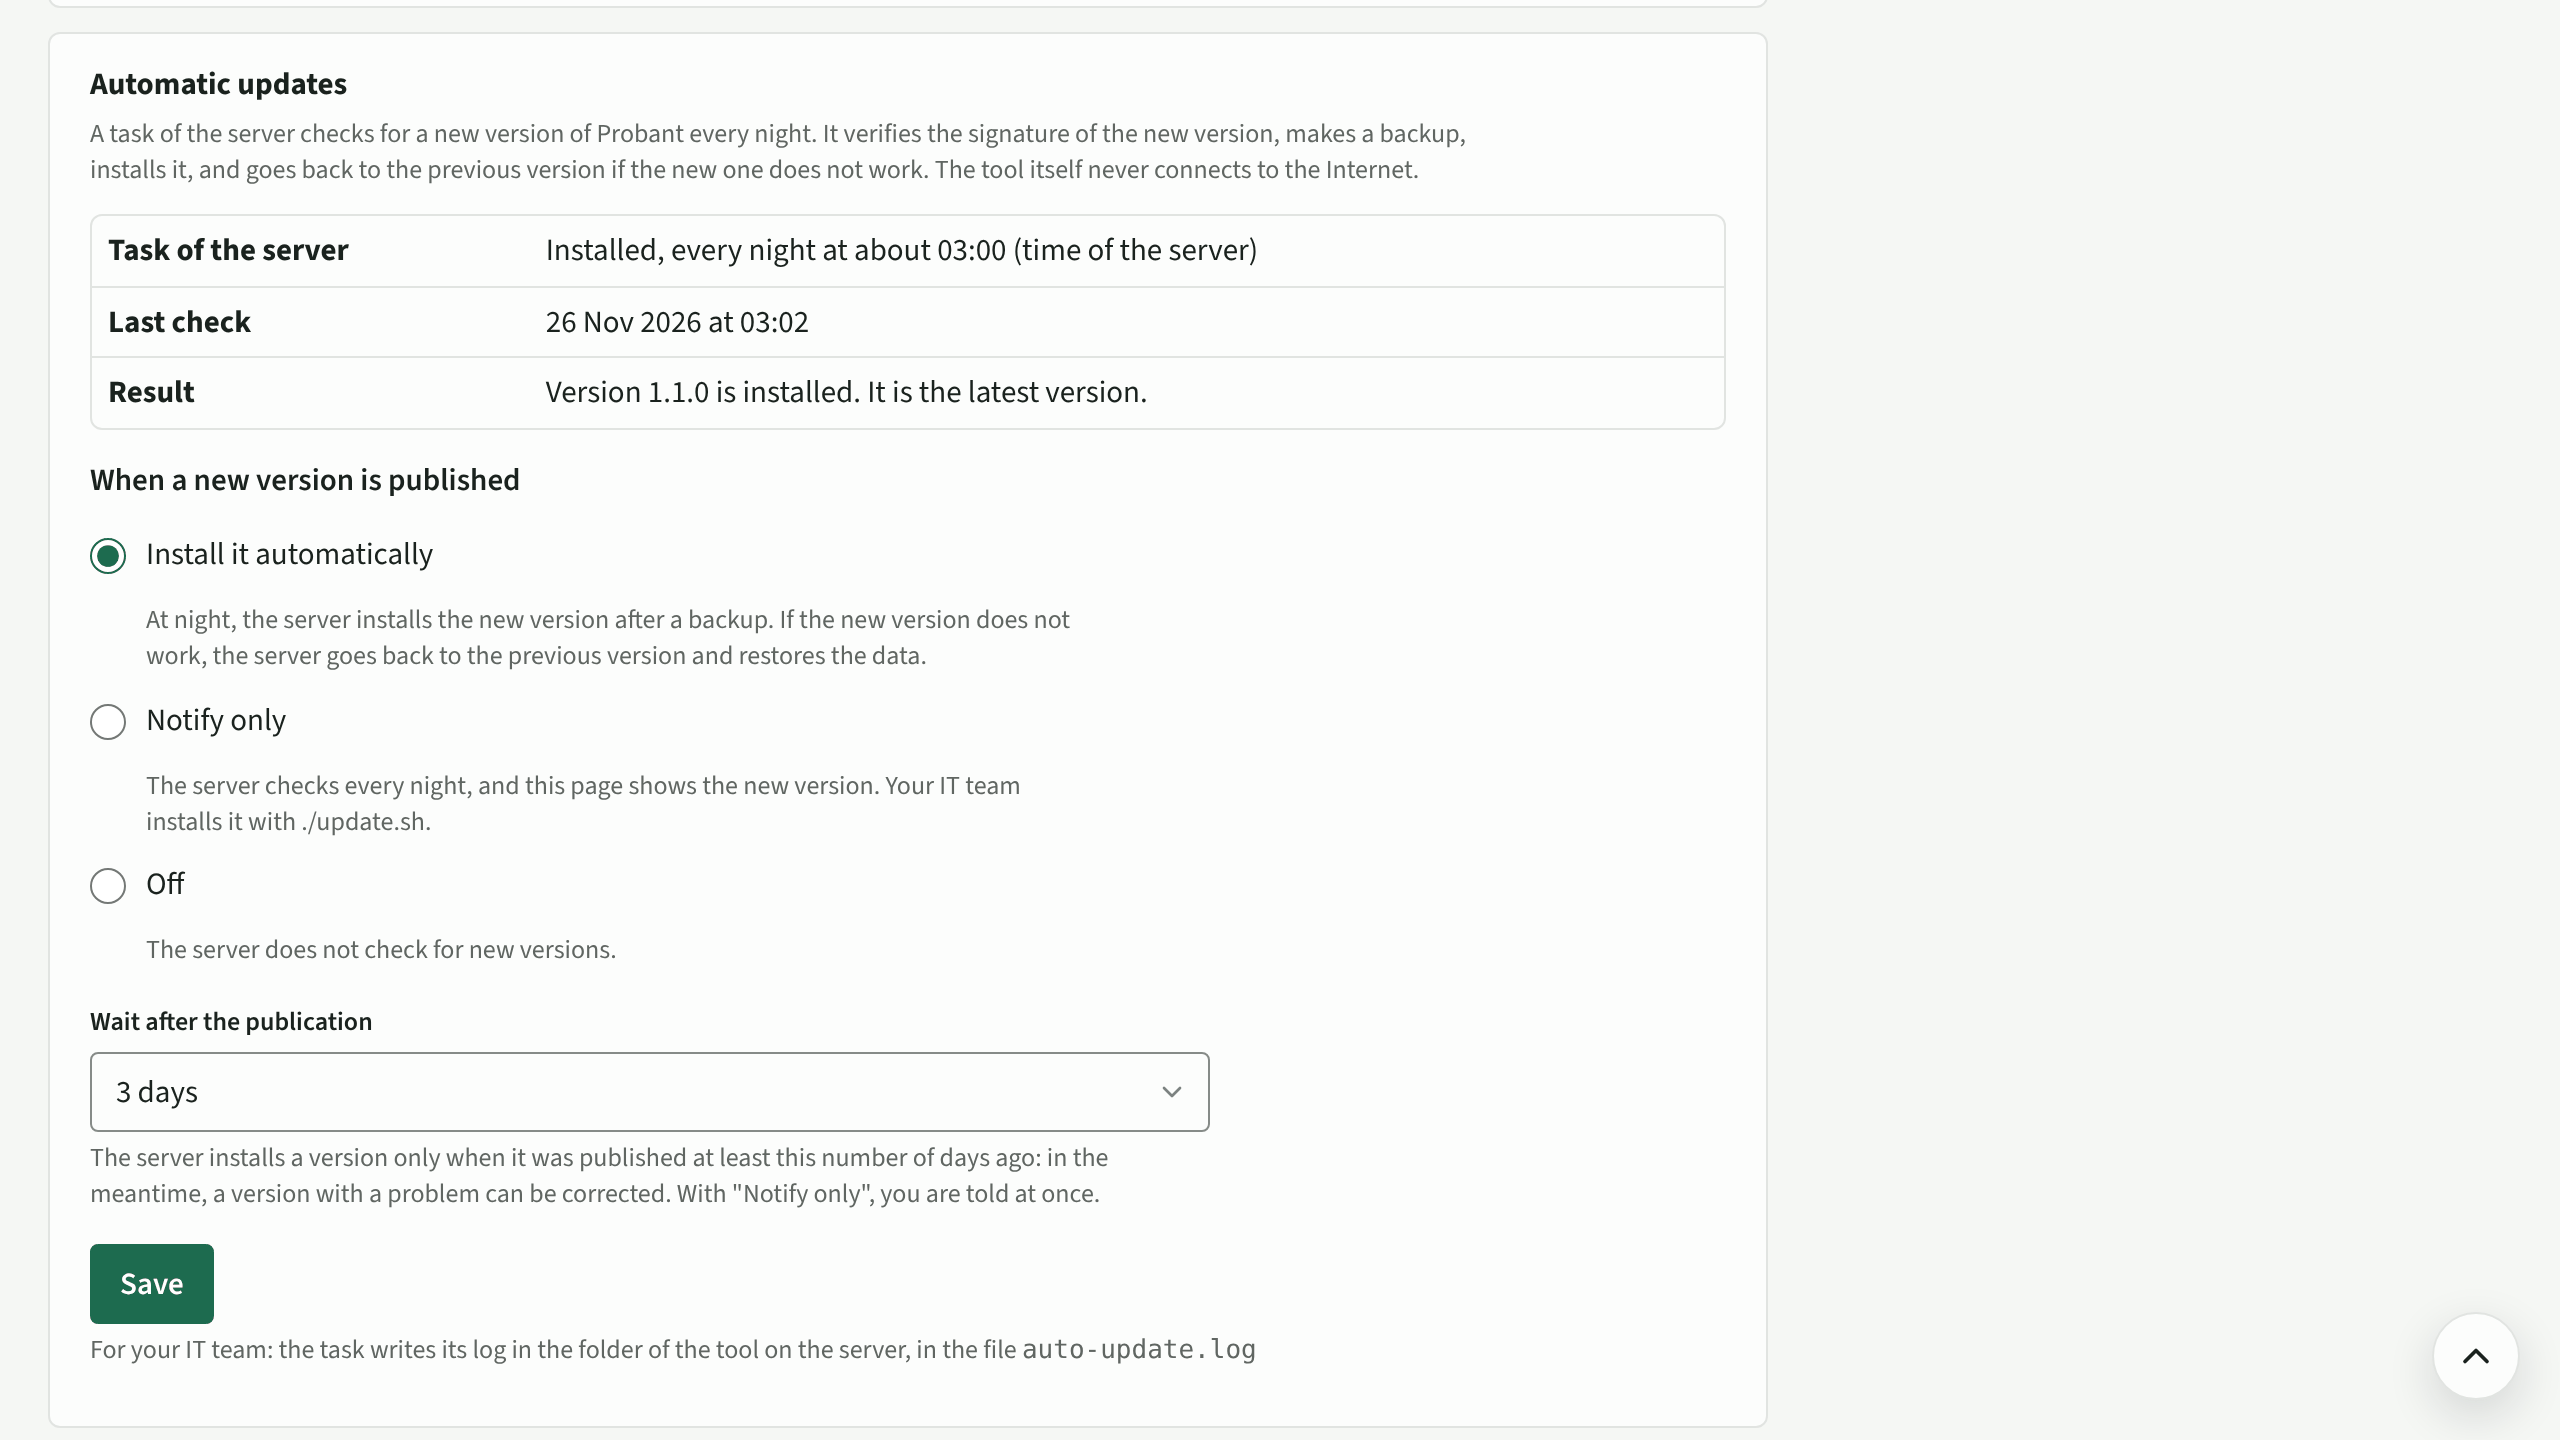 Automatic updates
A task of the server checks for a new version of Probant every night. It verifies the signature of the new version, makes a backup,
installs it, and goes back to the previous version if the new one does not work. The tool itself never connects to the Internet.
Task of the server Installed, every night at about 03:00 (time of the server)
Last check 26 Nov 2026 at 03:02
Result Version 1.1.0 is installed. It is the latest version.
When a new version is published
Install it automatically
At night, the server installs the new version after a backup. If the new version does not
work, the server goes back to the previous version and restores the data.
Notify only
The server checks every night, and this page shows the new version. Your IT team
installs it with ./update.sh.
Off
The server does not check for new versions.
Wait after the publication
3 days
The server installs a version only when it was published at least this number of days ago: in the
meantime, a version with a problem can be corrected. With "Notify only", you are told at once.
Save
For your IT team: the task writes its log in the folder of the tool on the server, in the file auto-update.log